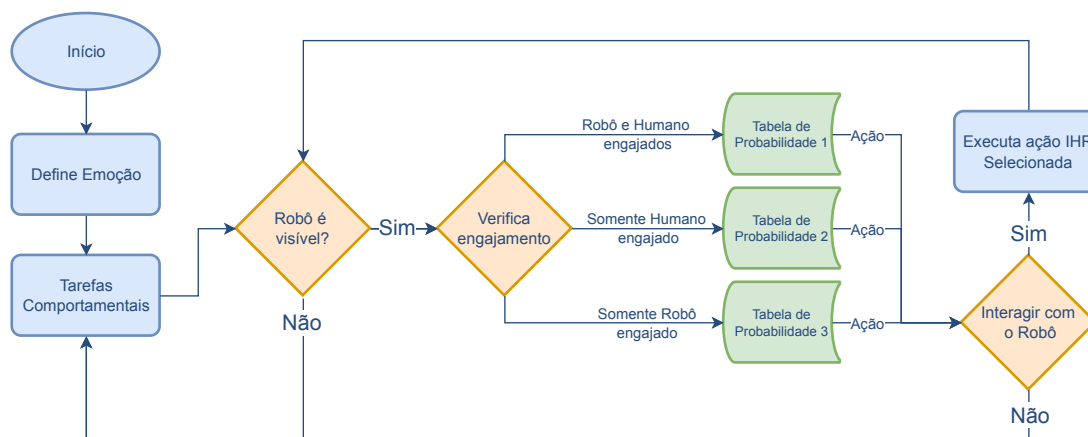 Início
Define Emoção
Tarefas
Comportamentais
Robô é
visível?
Sim
Não
Verifica
engajamento
Robô e Humano
engajados
Somente Humano
engajado
Somente Robô
engajado
Tabela de
Probabilidade 1
Tabela de
Probabilidade 2
Tabela de
Probabilidade 3
Ação
Ação
Ação
Executa ação IHR
Selecionada
Sim
Interagir com
o Robô
Não